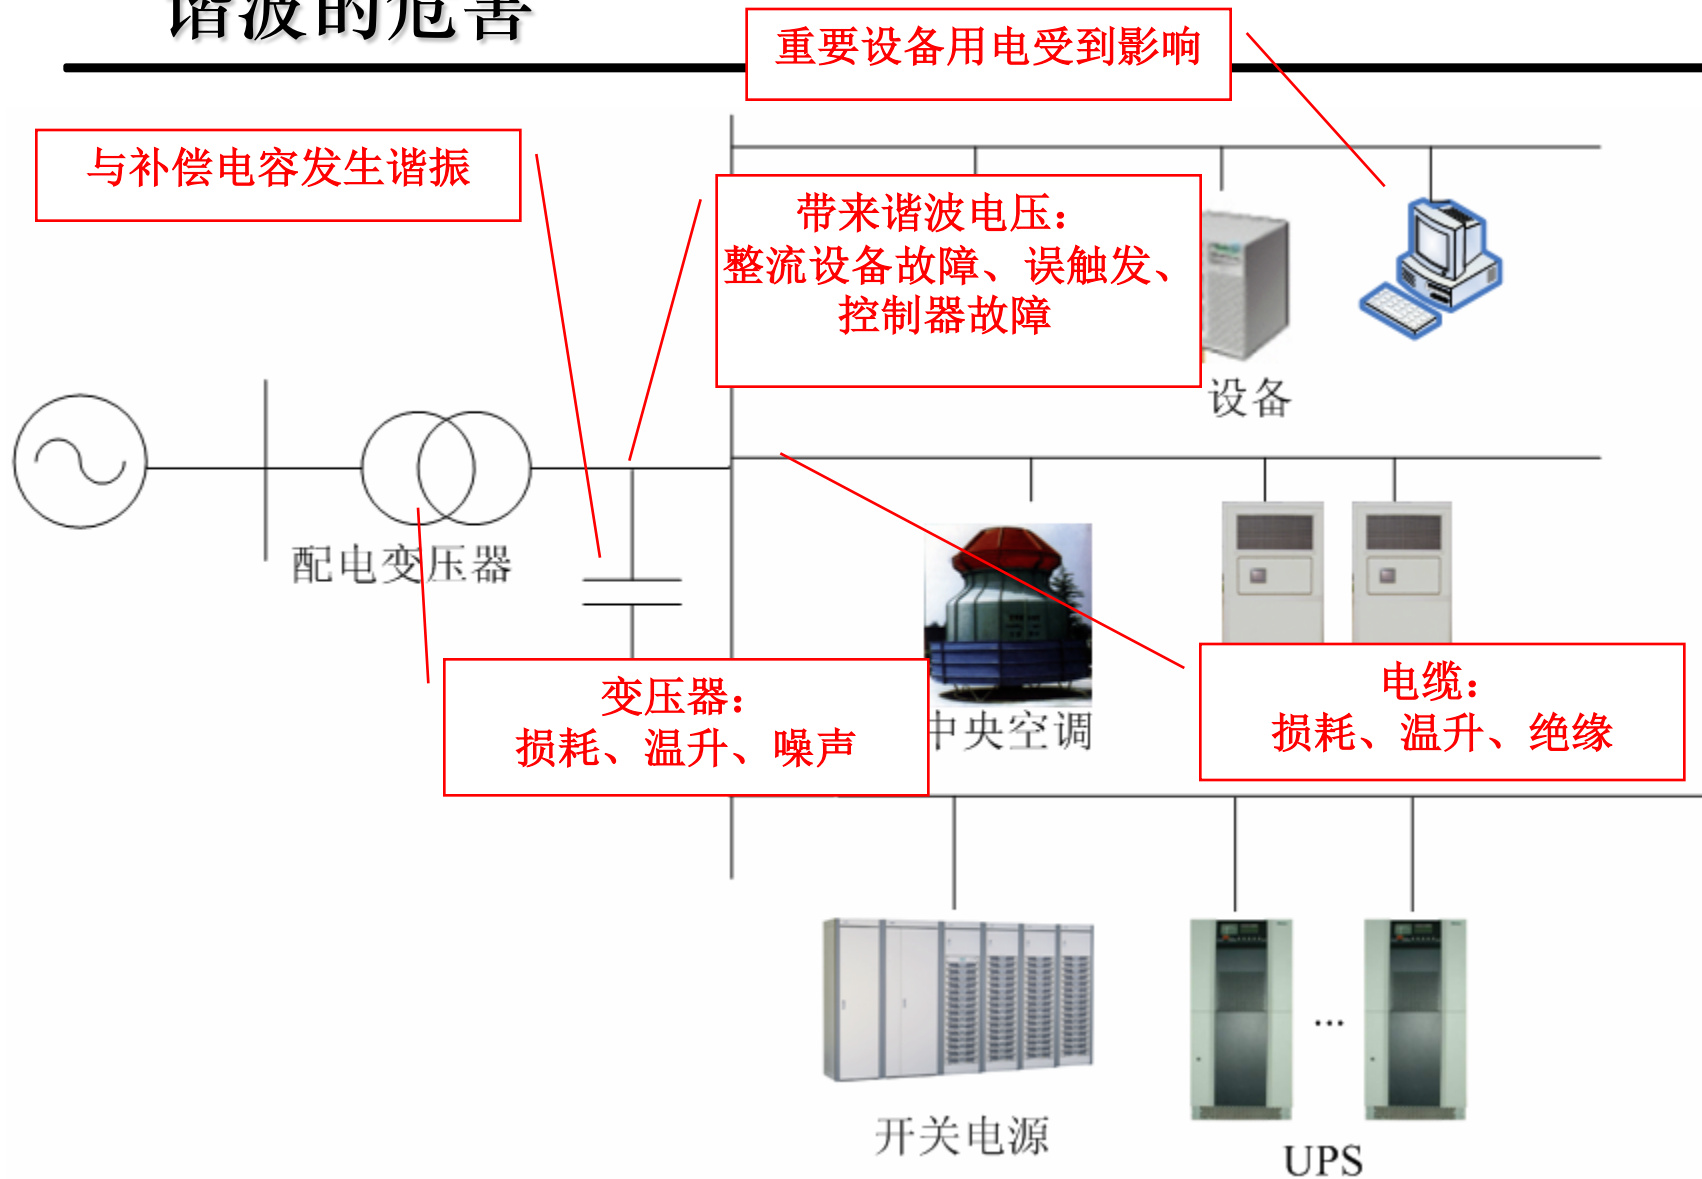 谐波的危害
重要设备用电受到影响
与补偿电容发生谐振
带来谐波电压：
整流设备故障、误触发、
控制器故障
设备
配电变压器
变压器：
损耗、温升、噪声
中央空调
电缆：
损耗、温升、绝缘
开关电源
...
UPS